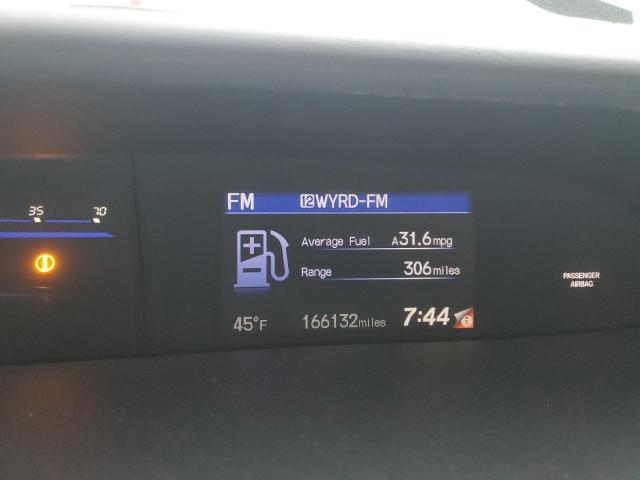 FM 12 WYRD-FM
35 70
Average Fuel A31.6mpg
Range 306miles
PASSENGER
AIRBAG
45°F 166132miles 7:44 i